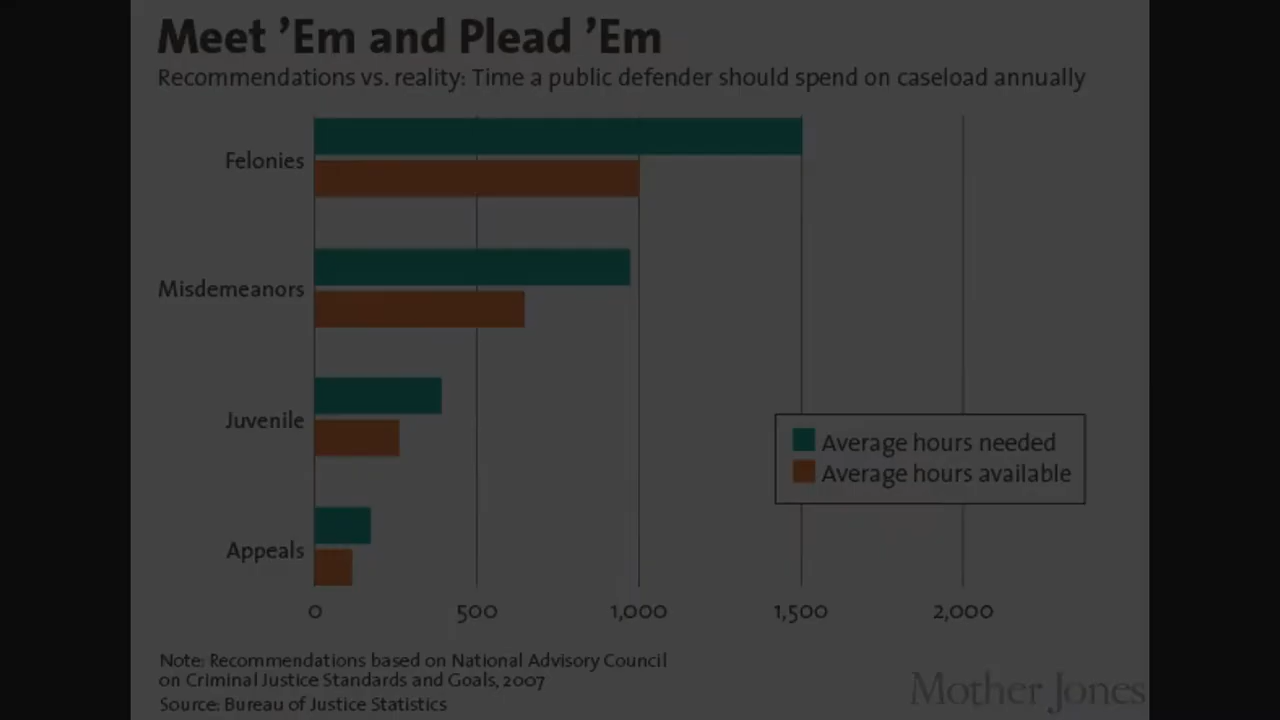 Meet ’Em and Plead ’Em
Recommendations vs. reality: Time a public defender should spend on caseload annually
Felonies
Misdemeanors
Juvenile
Appeals
Average hours needed
Average hours available
0 500 1,000 1,500 2,000
Note: Recommendations based on National Advisory Council
on Criminal Justice Standards and Goals, 2007
Source: Bureau of Justice Statistics
Mother Jones